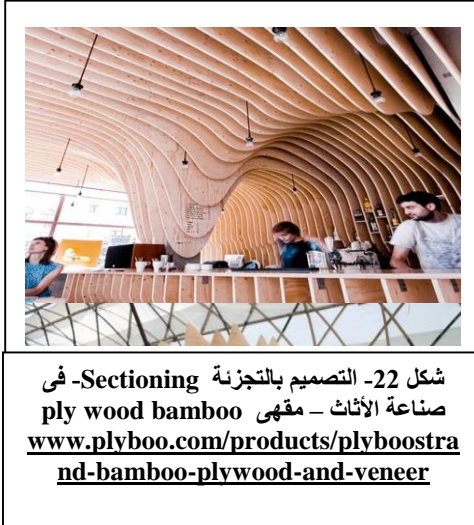 شكل 22- التصميم بالتجزئة Sectioning- فى
صناعة الأثاث – مقهى ply wood bamboo
www.plyboo.com/products/plyboostra
nd-bamboo-plywood-and-veneer